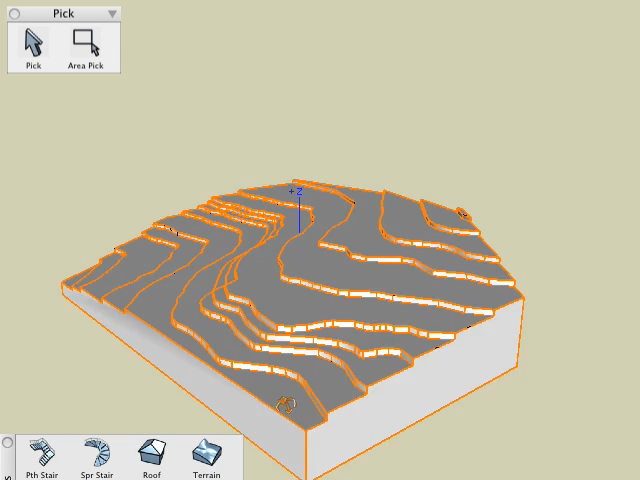 Pick
Pick Area Pick
+Z
S
Pth Stair Spr Stair Roof Terrain